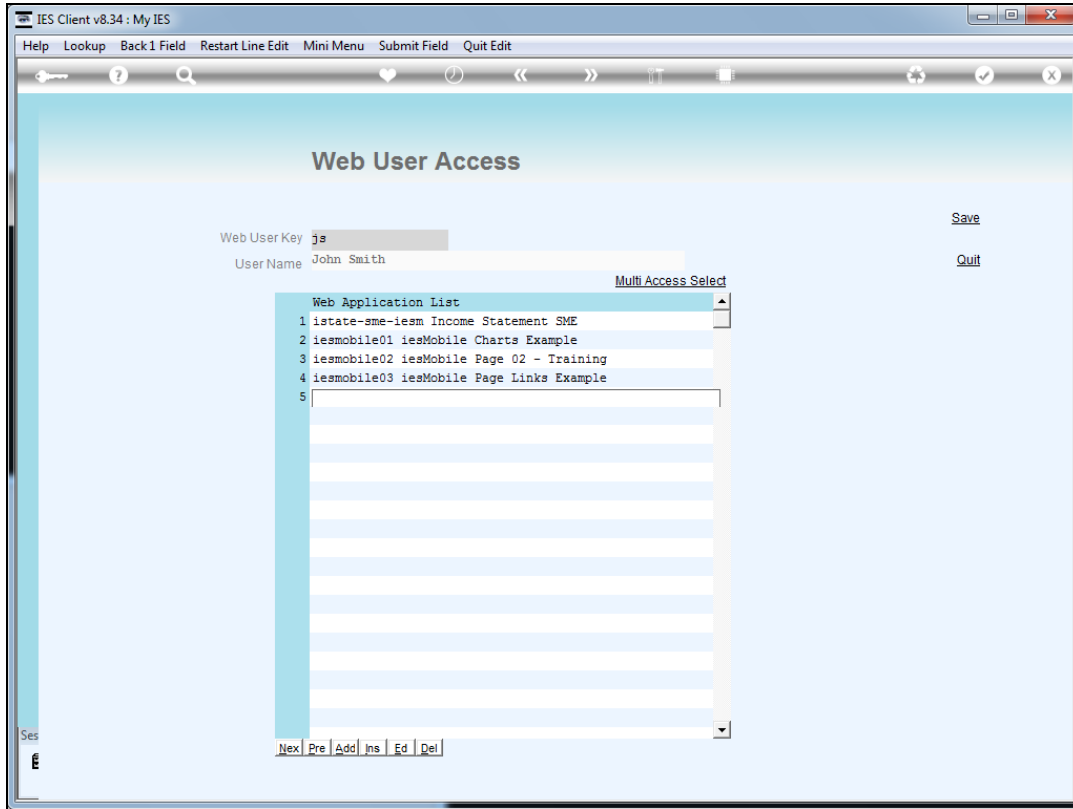 IES Client v8.34 : My IES
Help Lookup Back 1 Field Restart Line Edit Mini Menu Submit Field Quit Edit
Web User Access
Save
Web User Key js
User Name John Smith
Quit
Multi Access Select
Web Application List
1 istate-sme-iesm Income Statement SME
2 iesmobile01 iesMobile Charts Example
3 iesmobile02 iesMobile Page 02 - Training
4 iesmobile03 iesMobile Page Links Example
5
Ses
Nex Pre Add Ins Ed Del